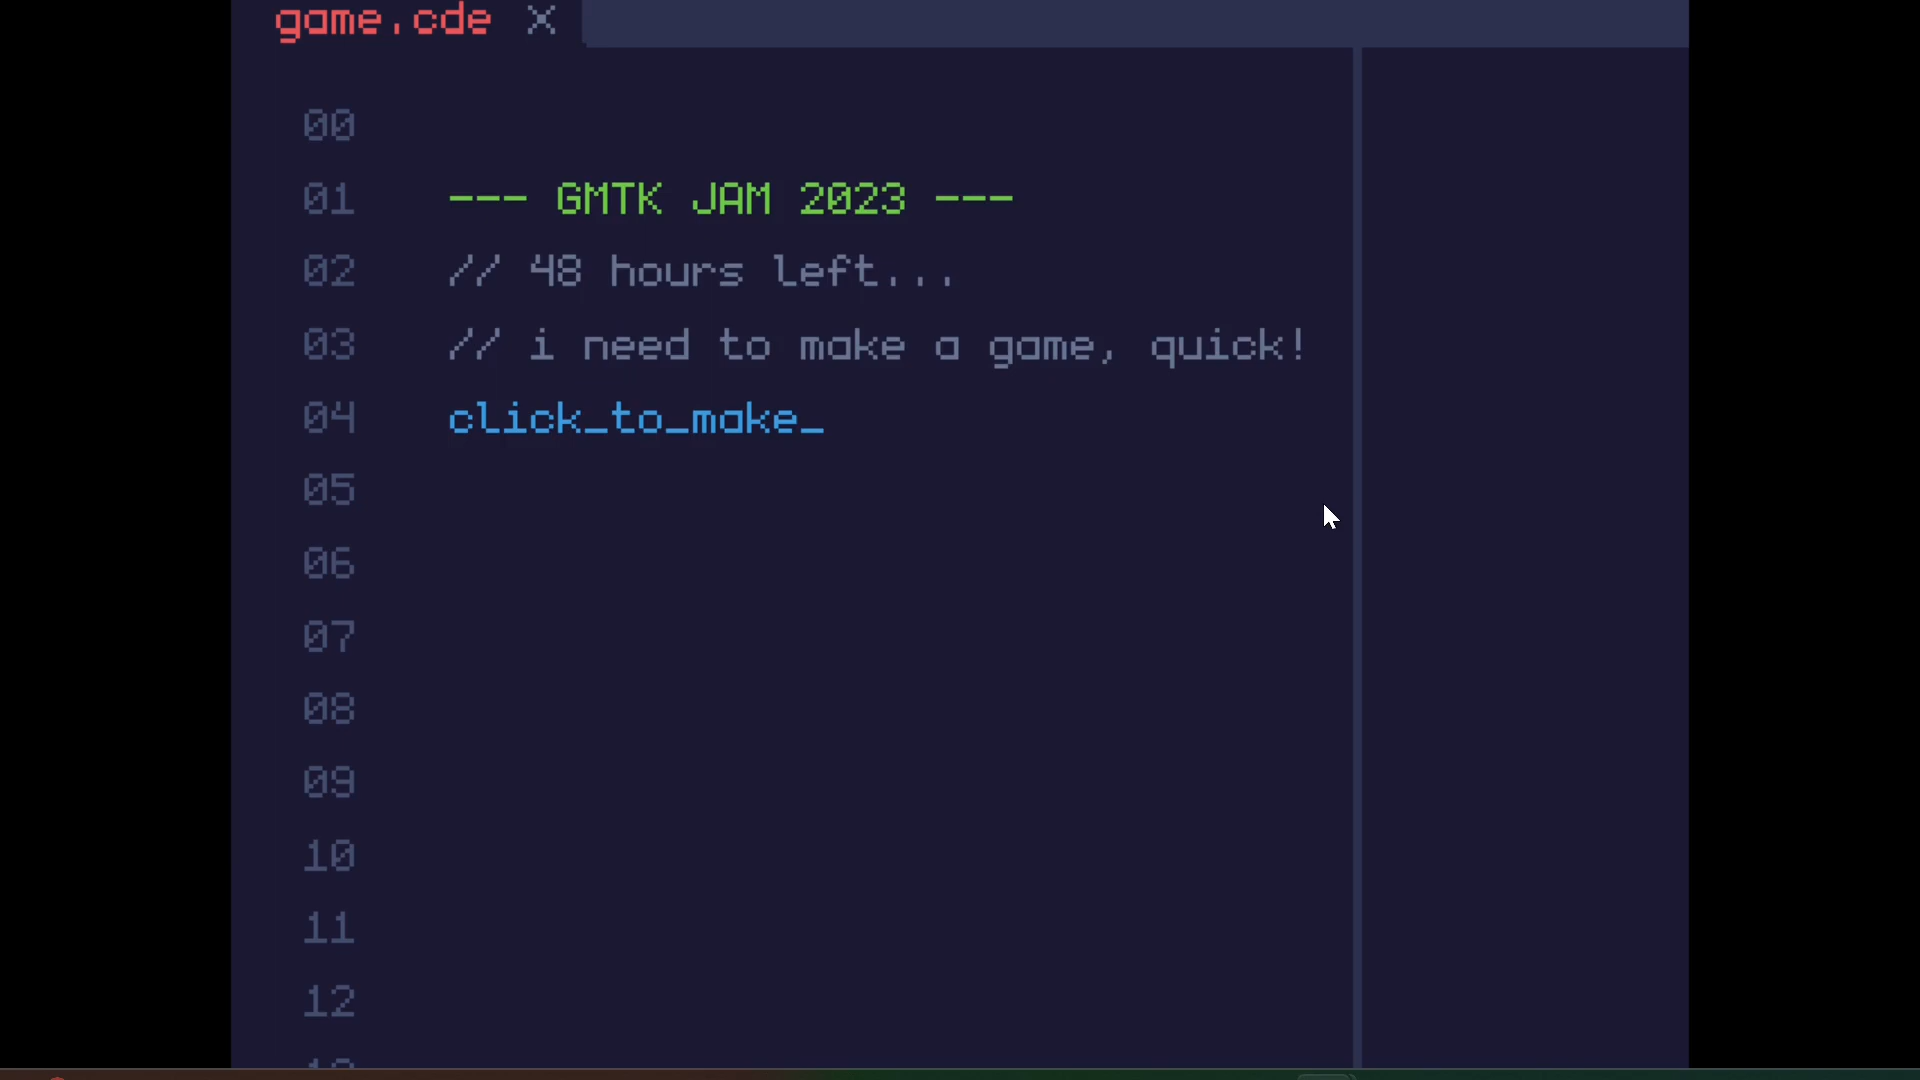 game.cde X
00
01 --- GMTK JAM 2023 ---
02 // 48 hours left...
03 // i need to make a game, quick!
04 click_to_make_
05
06
07
08
09
10
11
12